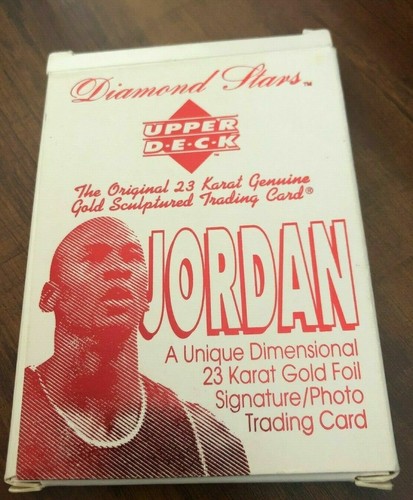 Diamond Stars™
UPPER
D·E·C·K
The Original 23 Karat Genuine
Gold Sculptured Trading Card®
JORDAN
A Unique Dimensional
23 Karat Gold Foil
Signature/Photo
Trading Card